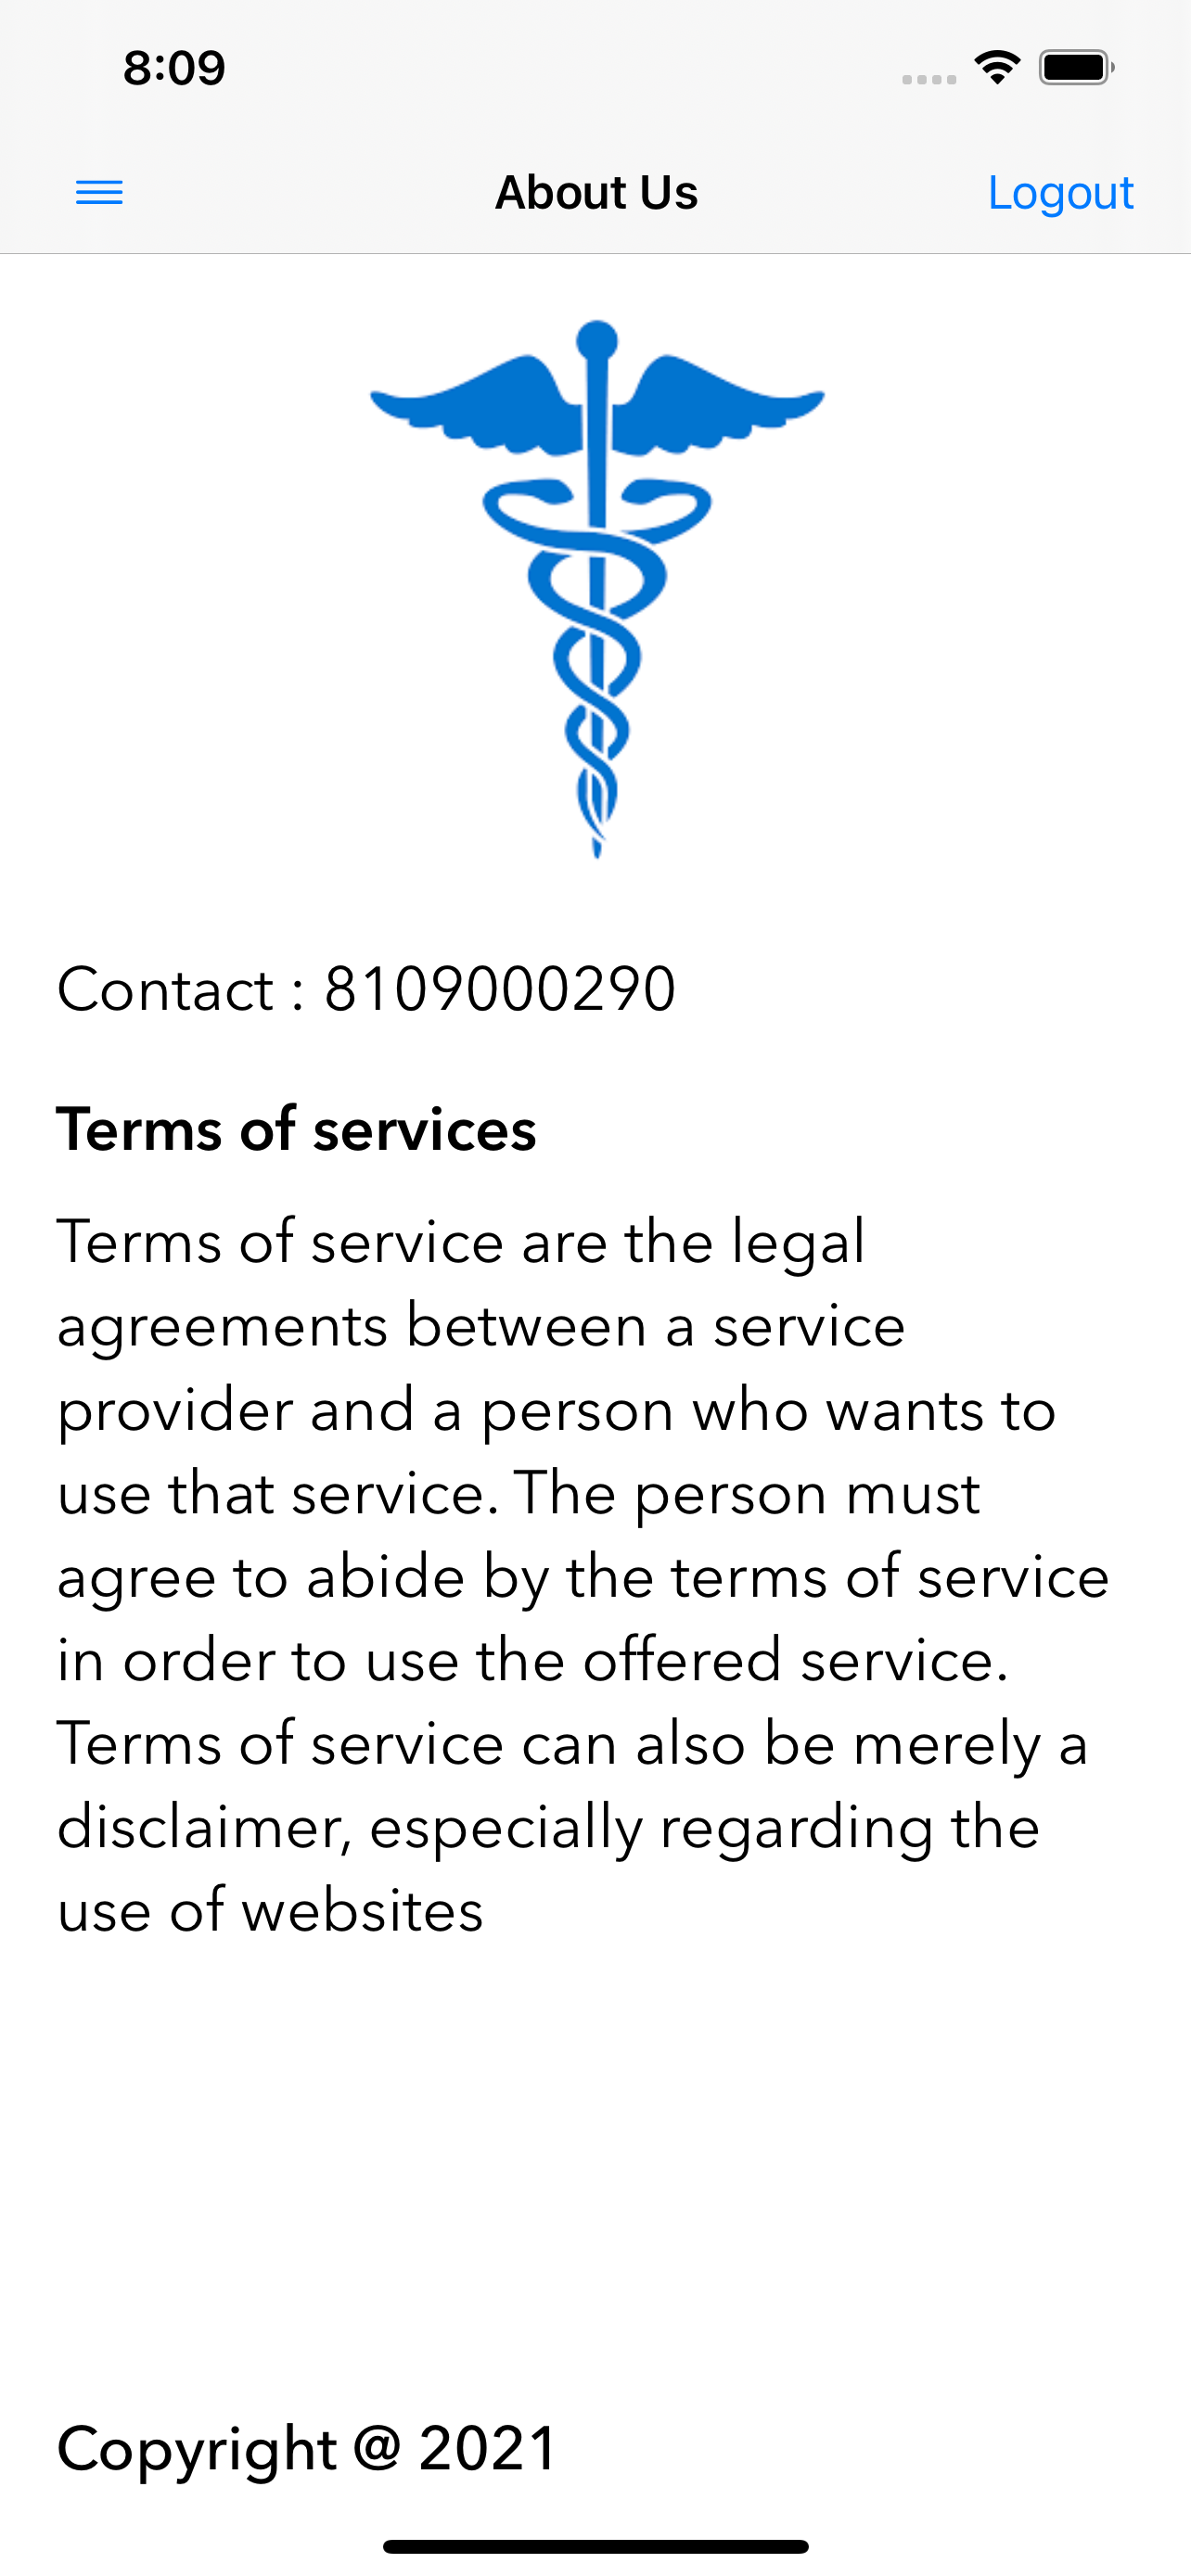 8:09
About Us
Logout
Contact : 8109000290
Terms of services
Terms of service are the legal
agreements between a service
provider and a person who wants to
use that service. The person must
agree to abide by the terms of service
in order to use the offered service.
Terms of service can also be merely a
disclaimer, especially regarding the
use of websites
Copyright @ 2021